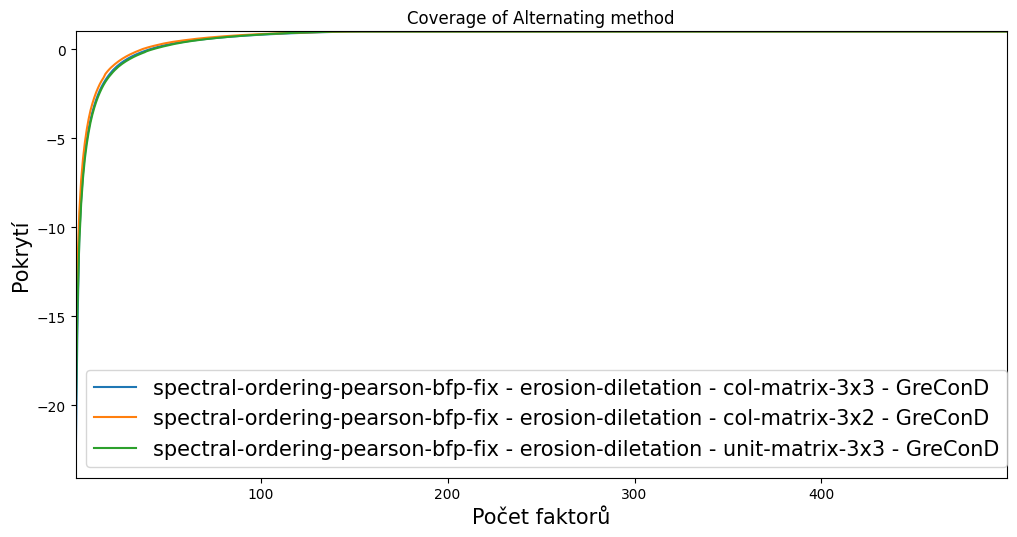 Coverage of Alternating method
0
−5
−10
−15
−20
Pokrytí
spectral-ordering-pearson-bfp-fix - erosion-diletation - col-matrix-3x3 - GreConD
spectral-ordering-pearson-bfp-fix - erosion-diletation - col-matrix-3x2 - GreConD
spectral-ordering-pearson-bfp-fix - erosion-diletation - unit-matrix-3x3 - GreConD
100 200 300 400
Počet faktorů